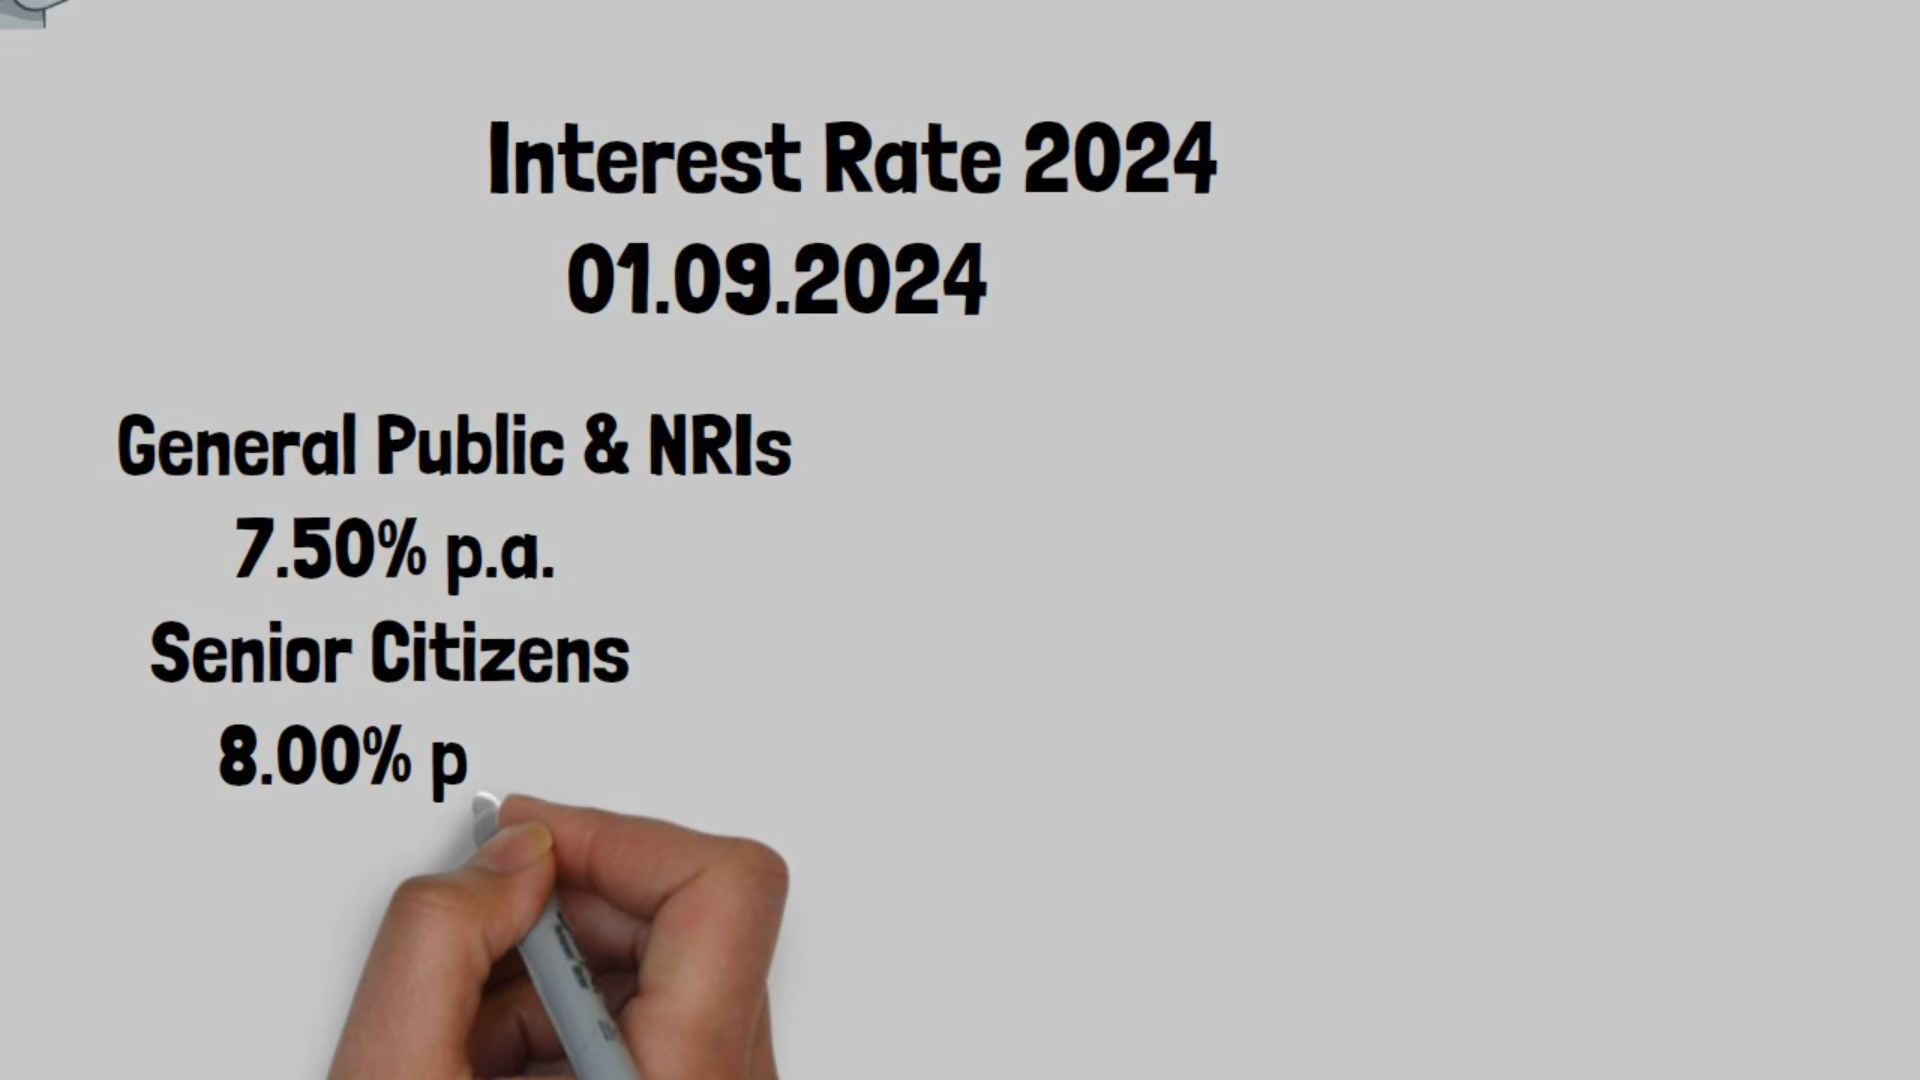 Interest Rate 2024
01.09.2024
General Public & NRIs
7.50% p.a.
Senior Citizens
8.00% p